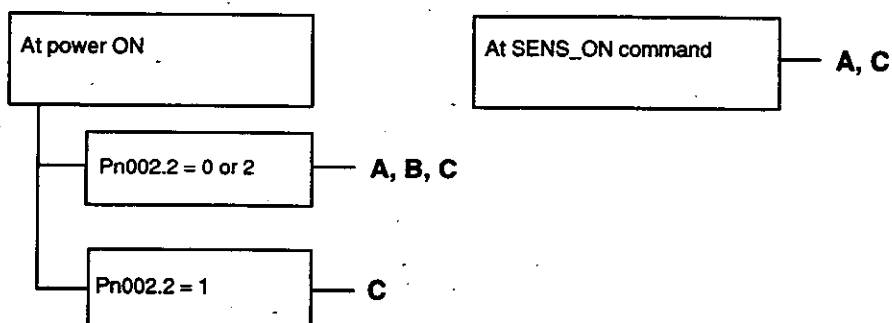 At power ON
At SENS_ON command
A, C
Pn002.2 = 0 or 2
A, B, C
Pn002.2 = 1
C